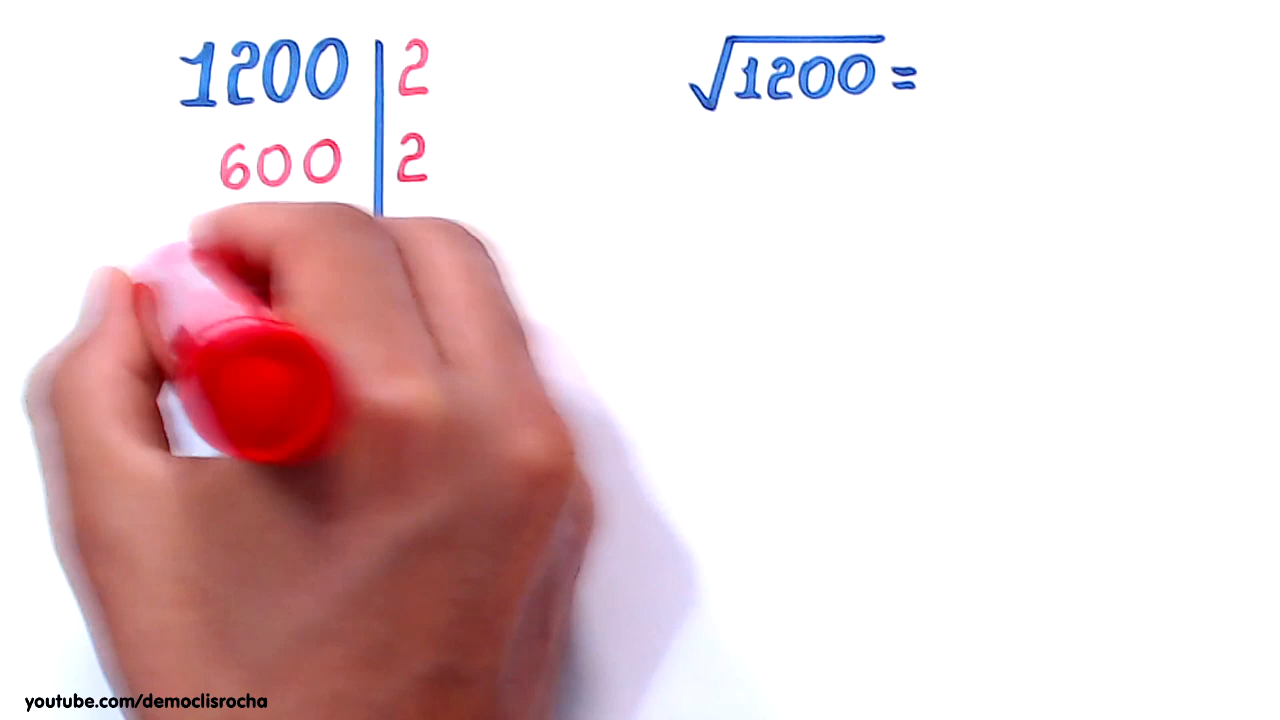 1200 | 2
600 | 2
√1200 =
youtube.com/democlisrocha